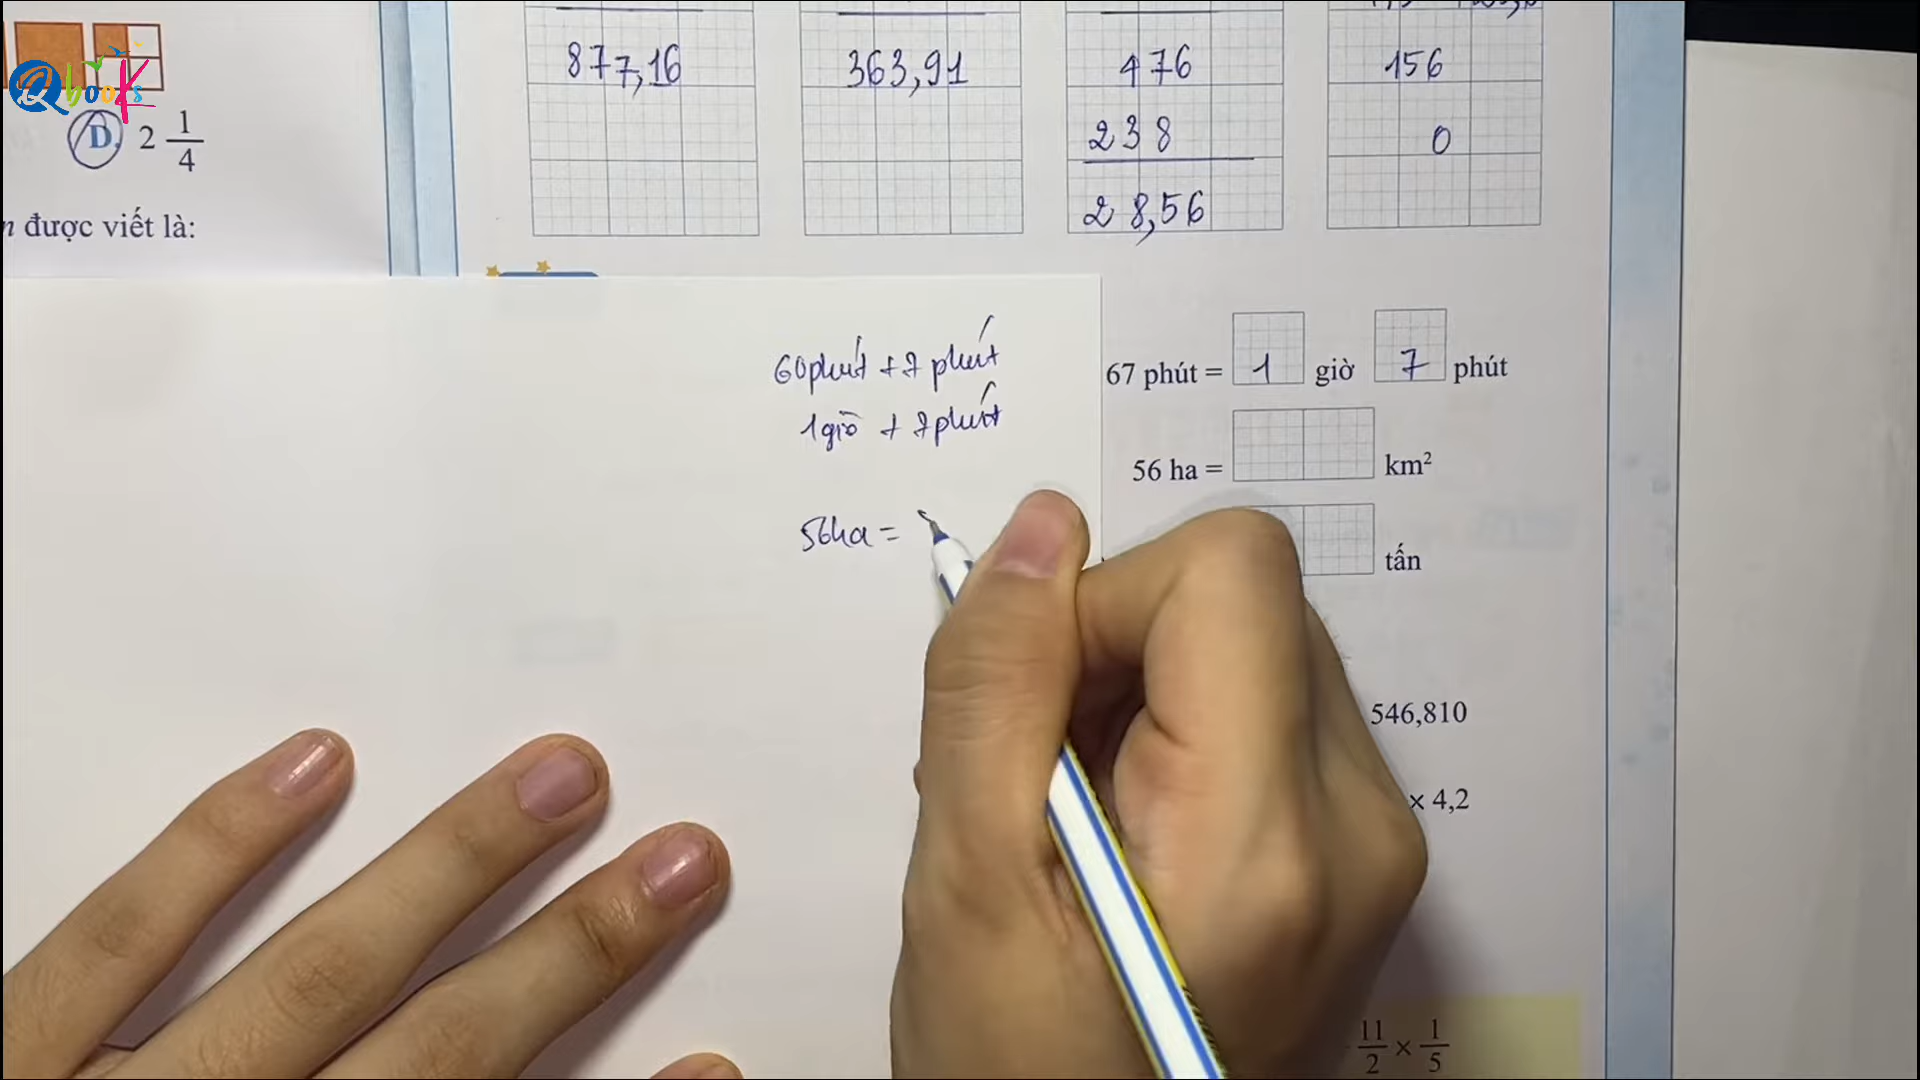 Qbooks
877,16
363,91
476
156
D. 2 1/4
238
0
28,56
n được viết là:
60phút + 7 phút
67 phút = 1 giờ 7 phút
1giờ + 7phút
56 ha = km²
56ha =
tấn
546,810
× 4,2
11/2 × 1/5